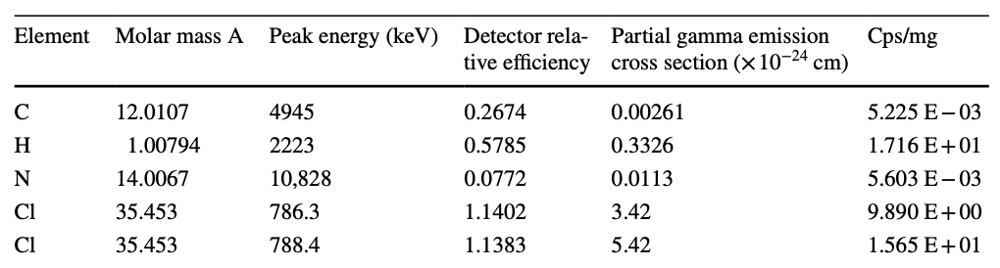 Element Molar mass A Peak energy (keV) Detector rela- Partial gamma emission Cps/mg
tive efficiency cross section (×10−24 cm)
C 12.0107 4945 0.2674 0.00261 5.225 E−03
H 1.00794 2223 0.5785 0.3326 1.716 E+01
N 14.0067 10,828 0.0772 0.0113 5.603 E−03
Cl 35.453 786.3 1.1402 3.42 9.890 E+00
Cl 35.453 788.4 1.1383 5.42 1.565 E+01